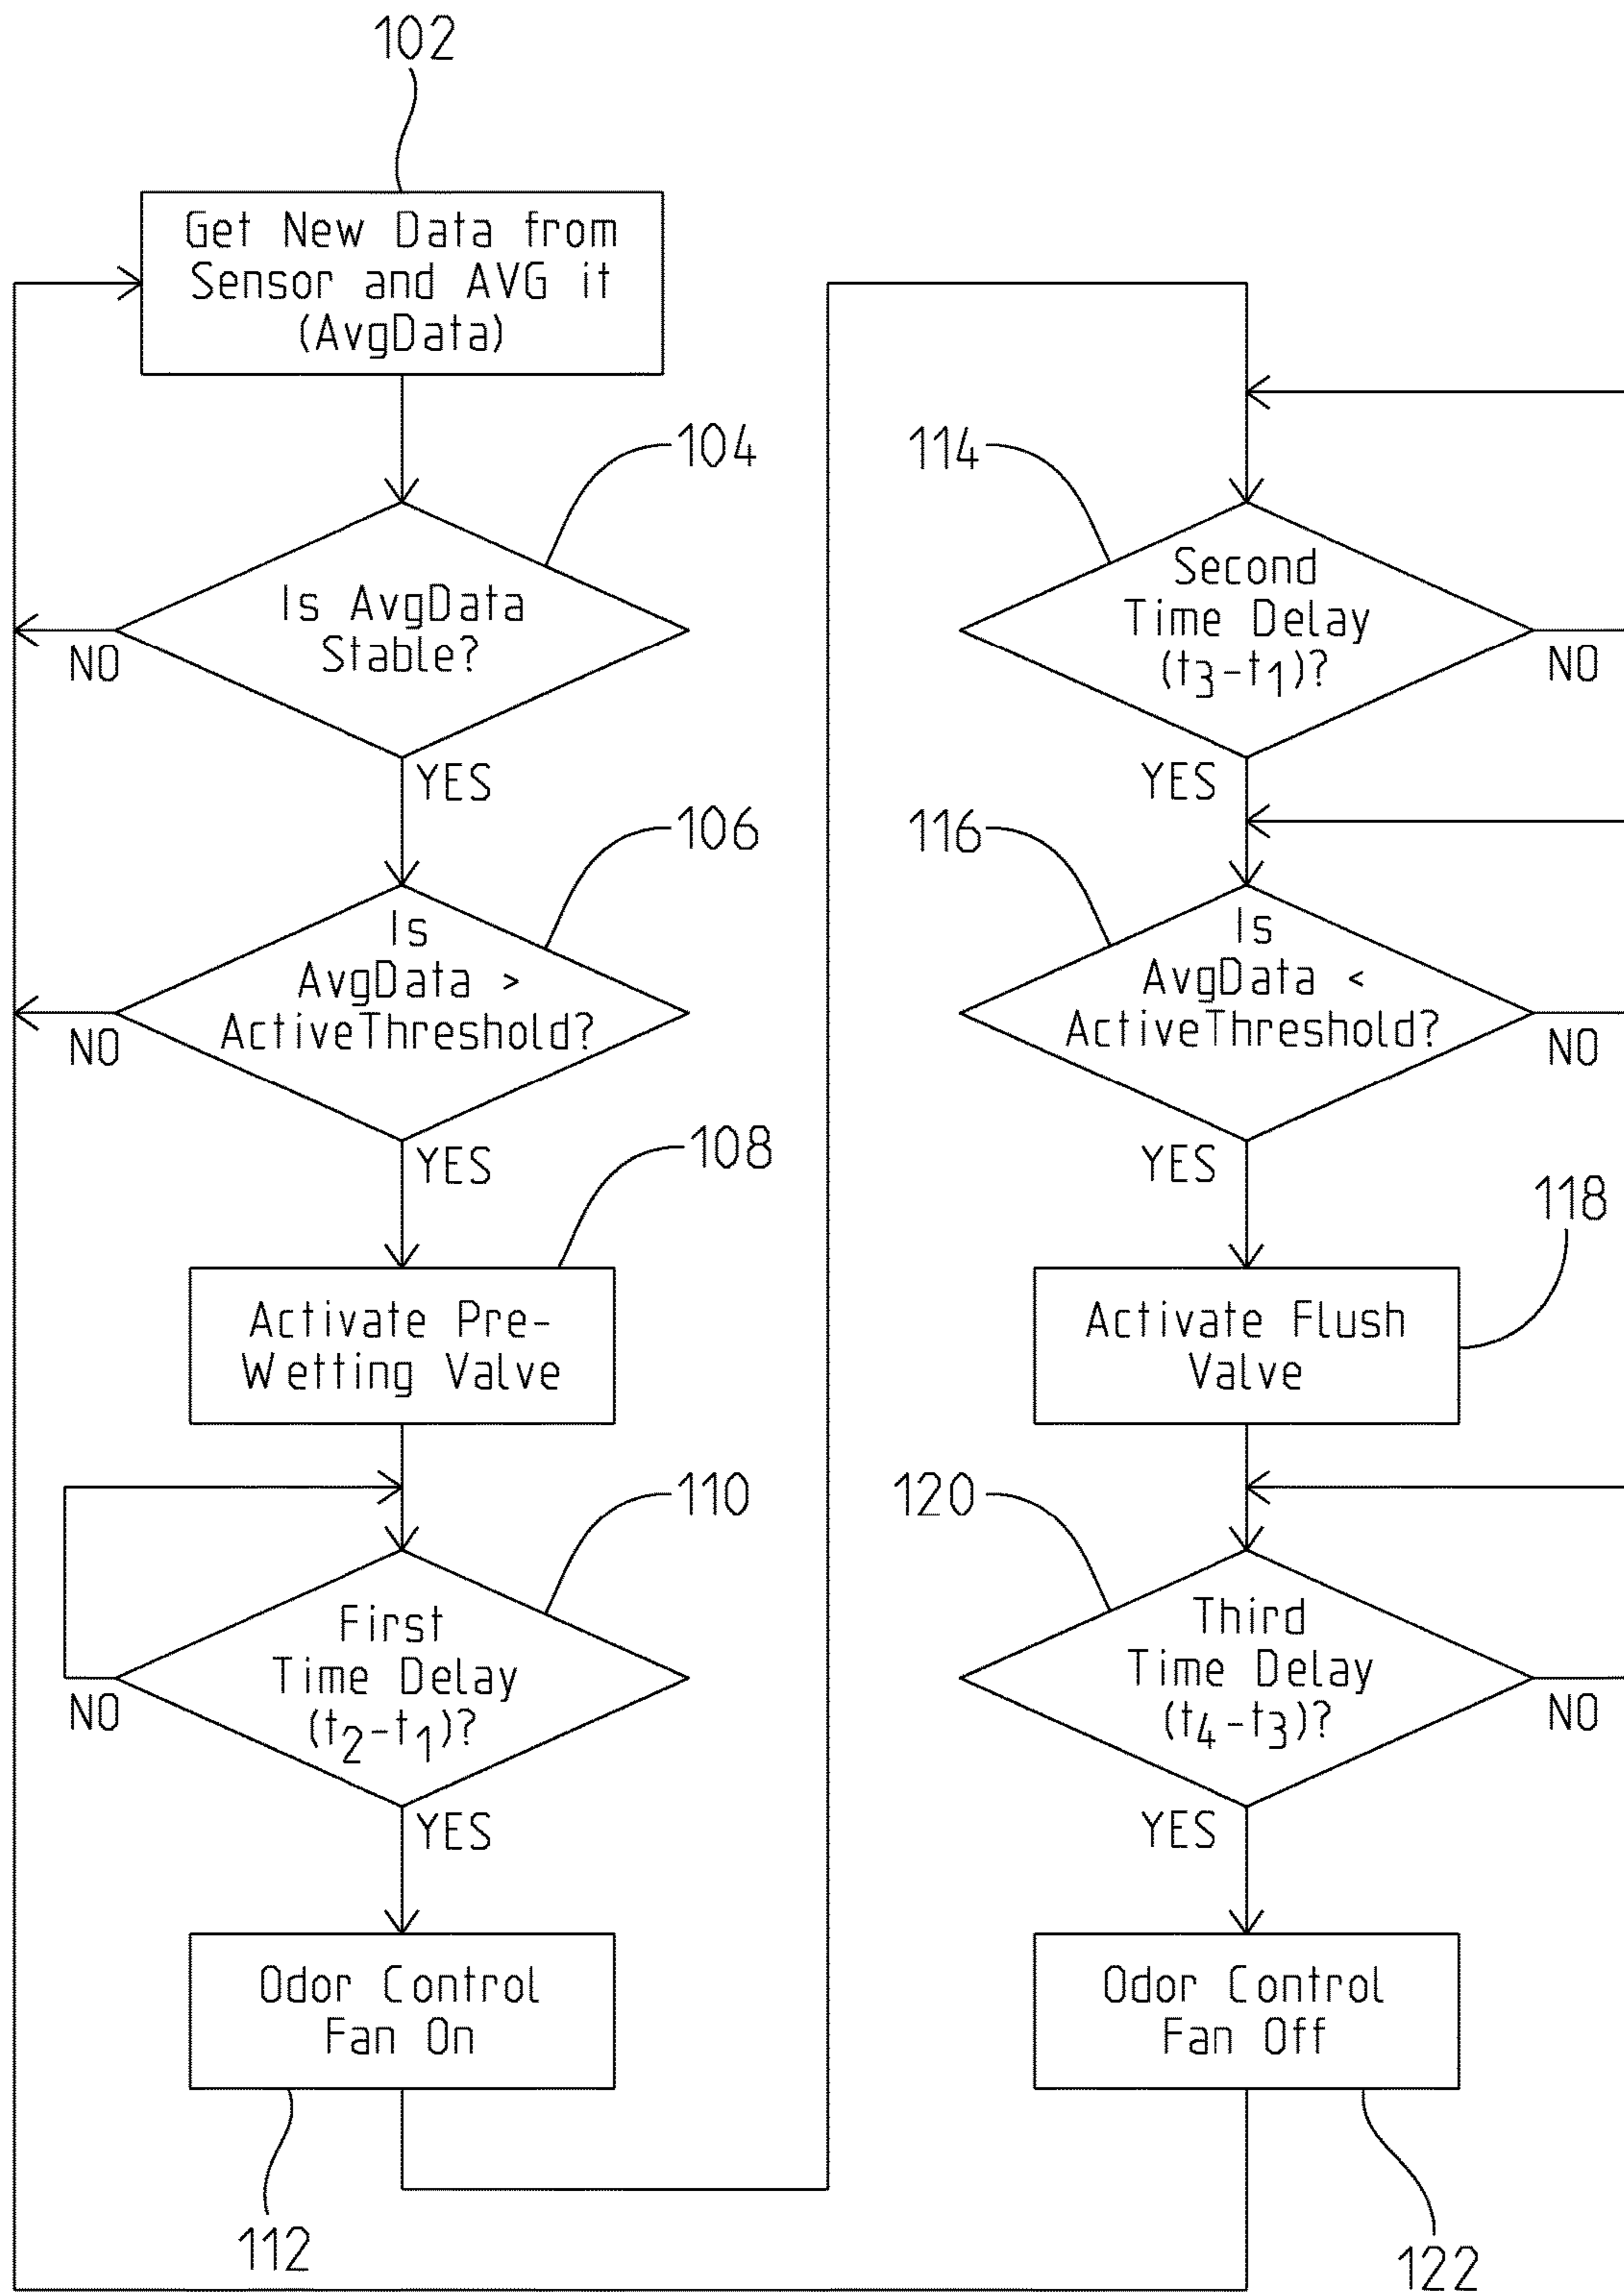 102
Get New Data from
Sensor and AVG it
(AvgData)
104
Is AvgData
Stable?
NO
YES
106
Is
AvgData >
ActiveThreshold?
NO
YES
108
Activate Pre-
Wetting Valve
110
First
Time Delay
(t₂-t₁)?
NO
YES
Odor Control
Fan On
112
114
Second
Time Delay
(t₃-t₁)?
NO
YES
116
Is
AvgData <
ActiveThreshold?
NO
YES
118
Activate Flush
Valve
120
Third
Time Delay
(t₄-t₃)?
NO
YES
Odor Control
Fan Off
122